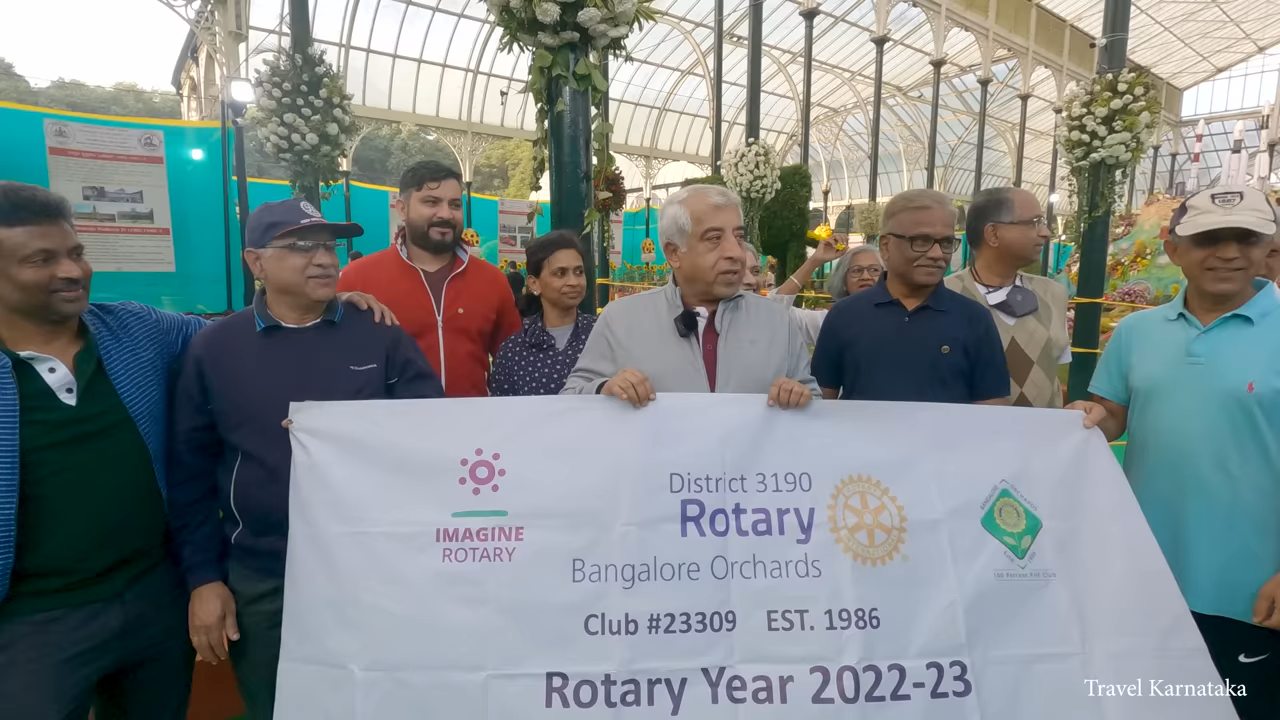 IMAGINE
ROTARY
District 3190
Rotary
Bangalore Orchards
Club #23309 EST. 1986
Rotary Year 2022-23
Travel Karnataka